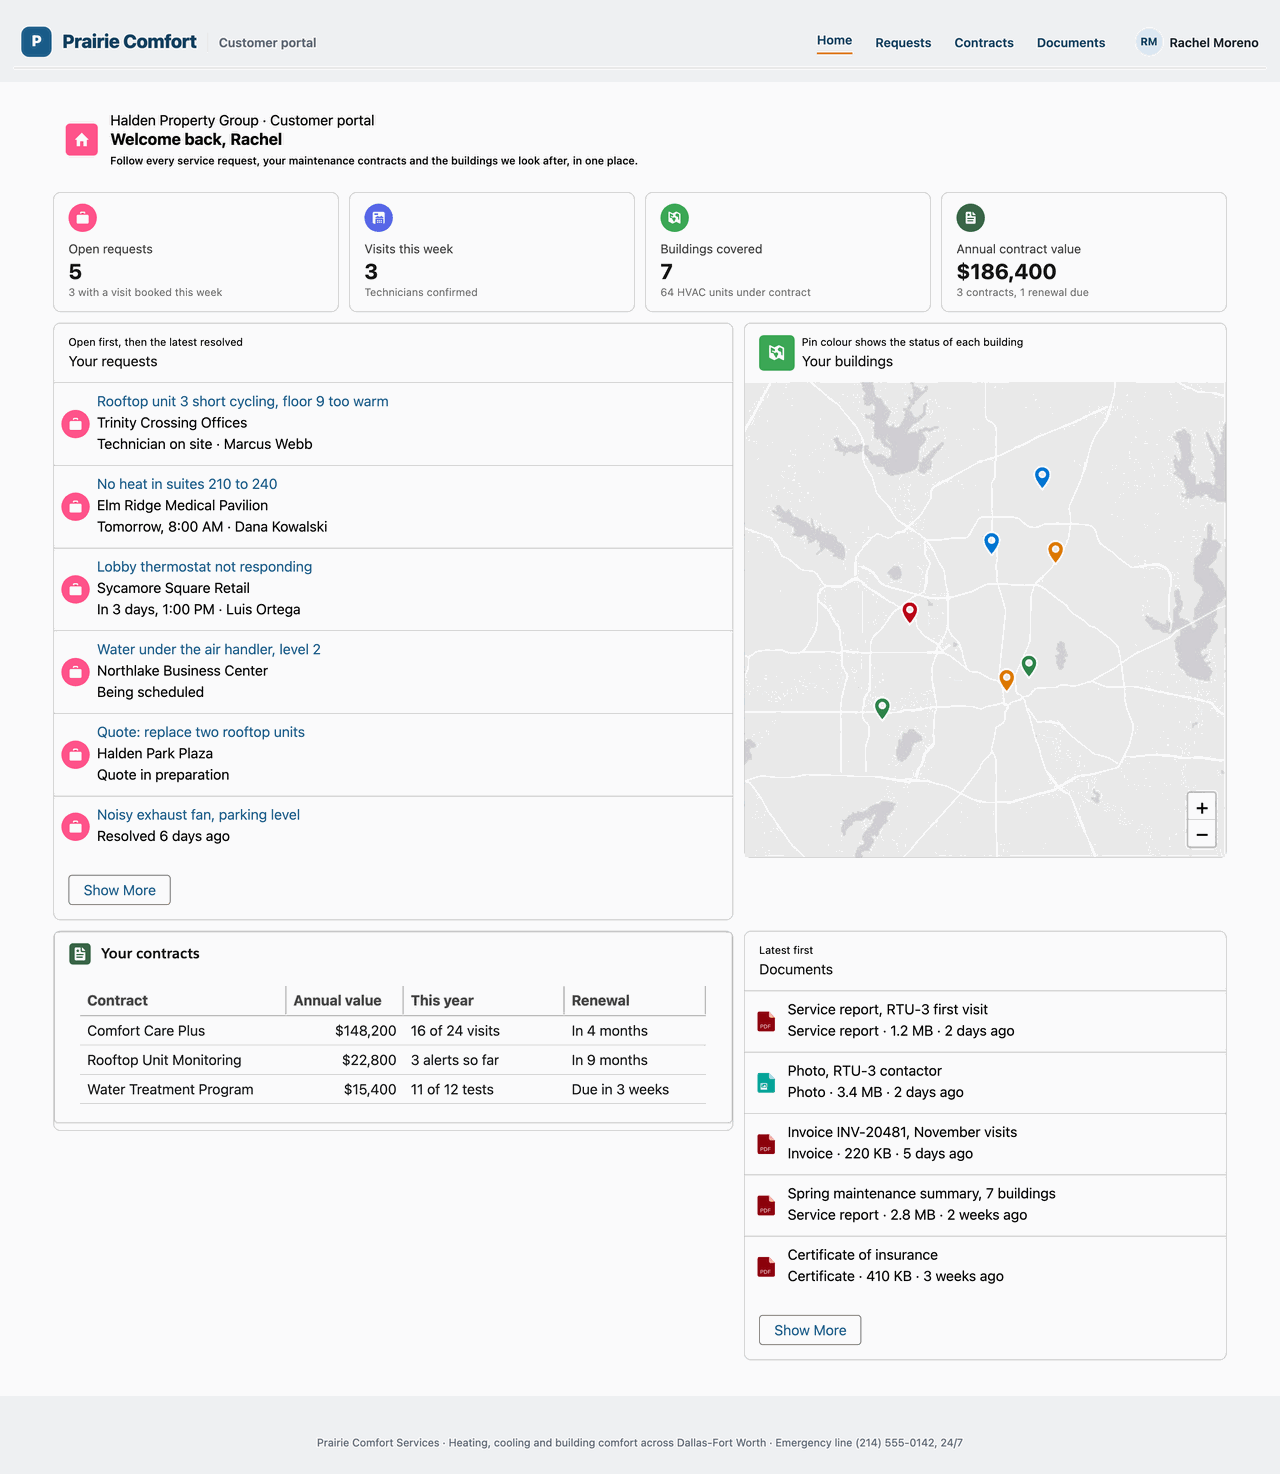 P
Prairie Comfort
Customer portal
Home
Requests
Contracts
Documents
RM
Rachel Moreno
Halden Property Group · Customer portal
Welcome back, Rachel
Follow every service request, your maintenance contracts and the buildings we look after, in one place.
Open requests
5
3 with a visit booked this week
Visits this week
3
Technicians confirmed
Buildings covered
7
64 HVAC units under contract
Annual contract value
$186,400
3 contracts, 1 renewal due
Open first, then the latest resolved
Your requests
Rooftop unit 3 short cycling, floor 9 too warm
Trinity Crossing Offices
Technician on site · Marcus Webb
No heat in suites 210 to 240
Elm Ridge Medical Pavilion
Tomorrow, 8:00 AM · Dana Kowalski
Lobby thermostat not responding
Sycamore Square Retail
In 3 days, 1:00 PM · Luis Ortega
Water under the air handler, level 2
Northlake Business Center
Being scheduled
Quote: replace two rooftop units
Halden Park Plaza
Quote in preparation
Noisy exhaust fan, parking level
Resolved 6 days ago
Show More
Pin colour shows the status of each building
Your buildings
+
−
Your contracts
Contract Annual value This year Renewal
Comfort Care Plus $148,200 16 of 24 visits In 4 months
Rooftop Unit Monitoring $22,800 3 alerts so far In 9 months
Water Treatment Program $15,400 11 of 12 tests Due in 3 weeks
Latest first
Documents
PDF
Service report, RTU-3 first visit
Service report · 1.2 MB · 2 days ago
Photo, RTU-3 contactor
Photo · 3.4 MB · 2 days ago
PDF
Invoice INV-20481, November visits
Invoice · 220 KB · 5 days ago
PDF
Spring maintenance summary, 7 buildings
Service report · 2.8 MB · 2 weeks ago
PDF
Certificate of insurance
Certificate · 410 KB · 3 weeks ago
Show More
Prairie Comfort Services · Heating, cooling and building comfort across Dallas-Fort Worth · Emergency line (214) 555-0142, 24/7